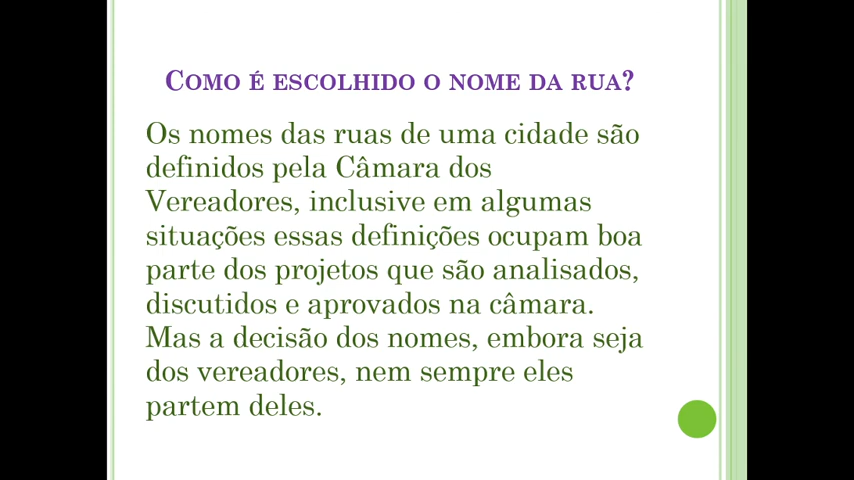 Como é escolhido o nome da rua?
Os nomes das ruas de uma cidade são
definidos pela Câmara dos
Vereadores, inclusive em algumas
situações essas definições ocupam boa
parte dos projetos que são analisados,
discutidos e aprovados na câmara.
Mas a decisão dos nomes, embora seja
dos vereadores, nem sempre eles
partem deles.